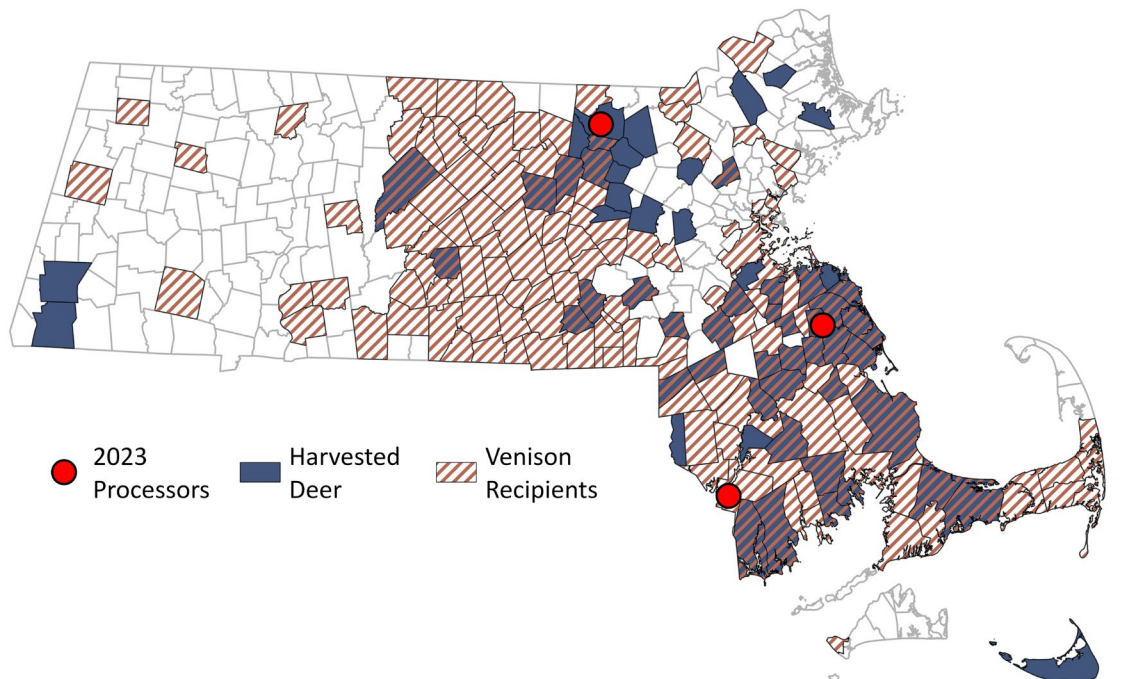 2023
Processors
Harvested
Deer
Venison
Recipients